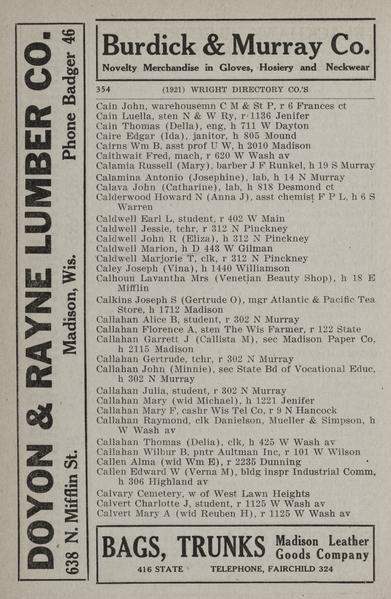 DOYON & RAYNE LUMBER CO.
638 N. Mifflin St. Madison, Wis. Phone Badger 46
Burdick & Murray Co.
Novelty Merchandise in Gloves, Hosiery and Neckwear
354 (1921) WRIGHT DIRECTORY CO.'S
Cain John, warehousemn C M & St P, r 6 Frances ct
Cain Luella, sten N & W Ry, r 1136 Jenifer
Cain Thomas (Della), eng, h 711 W Dayton
Caire Edgar (Ida), janitor, h 805 Mound
Cairns Wm B, asst prof U W, h 2010 Madison
Caithwait Fred, mach, r 620 W Wash av
Calamia Russell (Mary), barber J F Runkel, h 19 S Murray
Calamina Antonio (Josephine), lab, h 14 N Murray
Calava John (Catharine), lab, h 818 Desmond ct
Calderwood Howard N (Anna J), asst chemist F P L, h 6 S
Warren
Caldwell Earl L, student, r 402 W Main
Caldwell Jessie, tchr, r 312 N Pinckney
Caldwell John R (Eliza), h 312 N Pinckney
Caldwell Marion, h D 443 W Gilman
Caldwell Marjorie T, clk, r 312 N Pinckney
Caley Joseph (Vina), h 1440 Williamson
Calhoun Lavantha Mrs (Venetian Beauty Shop), h 18 E
Mifflin
Calkins Joseph S (Gertrude O), mgr Atlantic & Pacific Tea
Store, h 1712 Madison
Callahan Alice B, student, r 302 N Murray
Callahan Florence A, sten The Wis Farmer, r 122 State
Callahan Garrett J (Callista M), sec Madison Paper Co,
h 2115 Madison
Callahan Gertrude, tchr, r 302 N Murray
Callahan John (Minnie), sec State Bd of Vocational Educ,
h 302 N Murray
Callahan Julia, student, r 302 N Murray
Callahan Mary (wid Michael), h 1221 Jenifer
Callahan Mary F, cashr Wis Tel Co, r 9 N Hancock
Callahan Raymond, clk Danielson, Mueller & Simpson, h
W Wash av
Callahan Thomas (Delia), clk, h 425 W Wash av
Callahan Wilbur B, pntr Aultman Inc, r 101 W Wilson
Callen Alma (wid Wm E), r 2235 Dunning
Callen Edward W (Verna M), bldg inspr Industrial Comm,
h 306 Highland av
Calvary Cemetery, w of West Lawn Heights
Calvert Charlotte J, student, r 1125 W Wash av
Calvert Mary A (wid Reuben H), r 1125 W Wash av
BAGS, TRUNKS Madison Leather
Goods Company
416 STATE TELEPHONE, FAIRCHILD 324